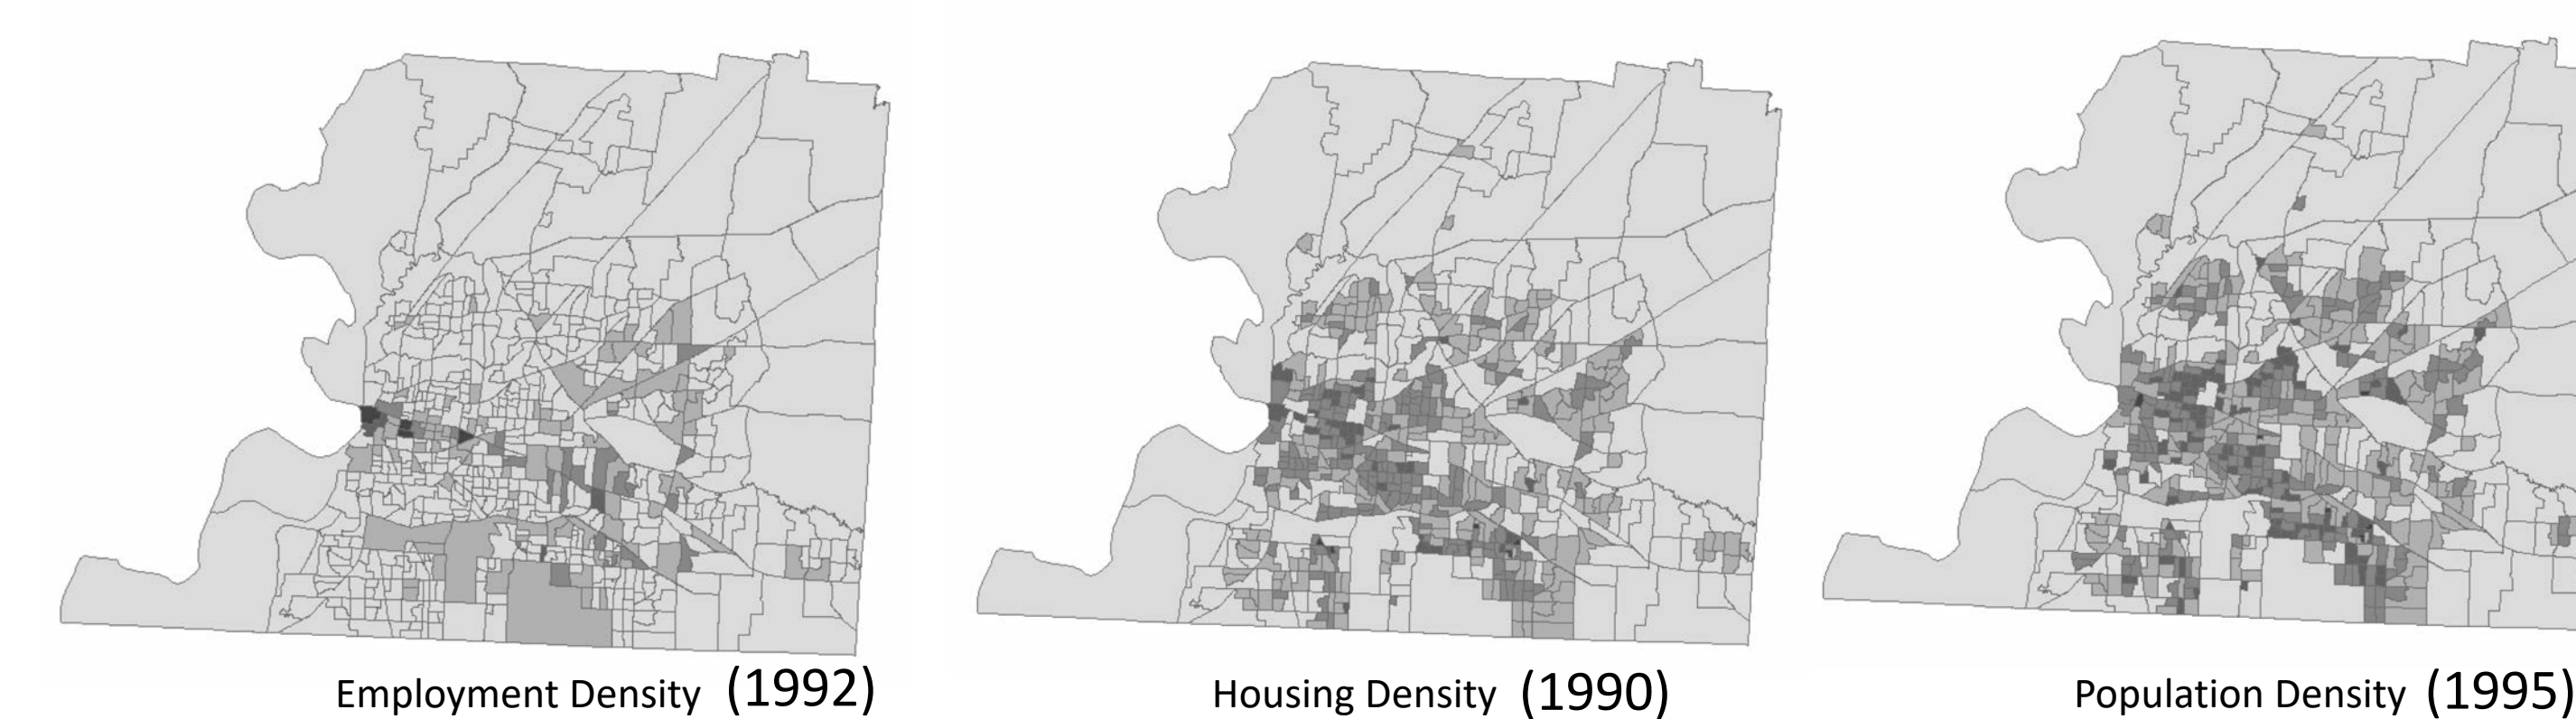 Employment Density (1992)
Housing Density (1990)
Population Density (1995)